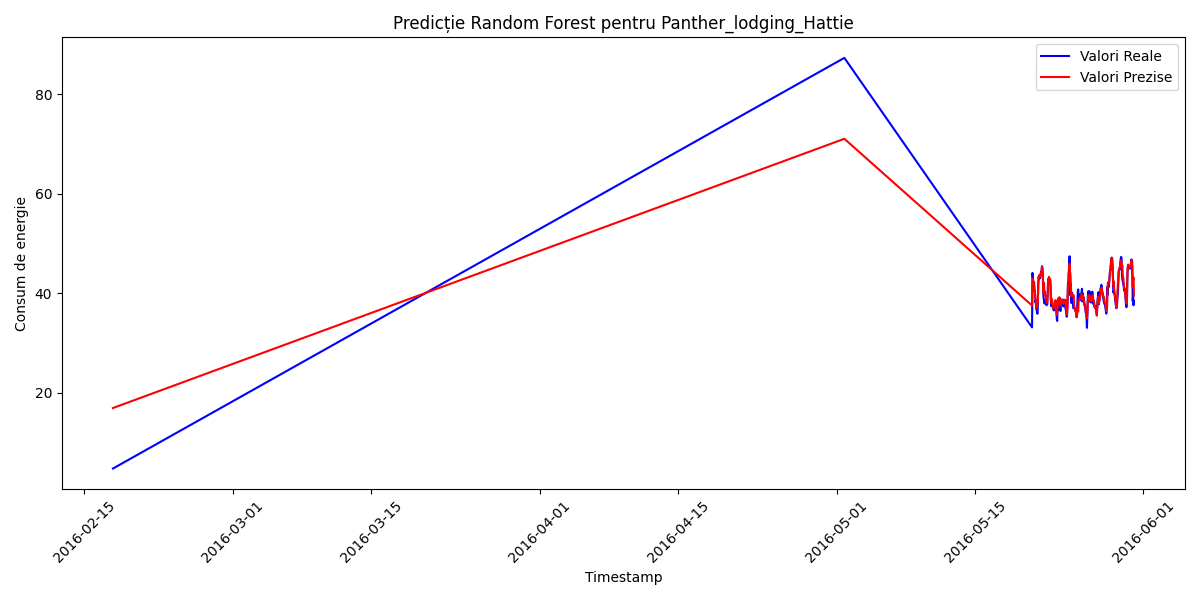 Predicție Random Forest pentru Panther_lodging_Hattie
Valori Reale
Valori Prezise
Consum de energie
80
60
40
20
2016-02-15
2016-03-01
2016-03-15
2016-04-01
2016-04-15
2016-05-01
2016-05-15
2016-06-01
Timestamp